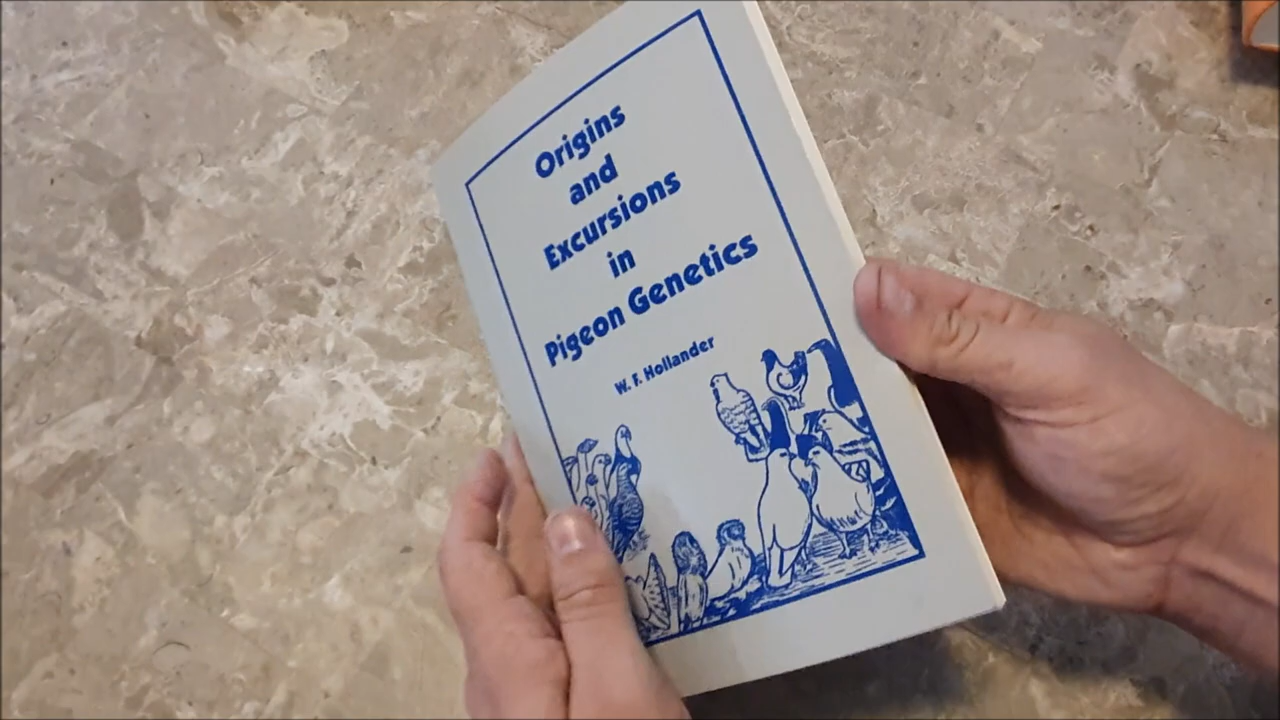 Origins
and
Excursions
in
Pigeon Genetics
W. F. Hollander